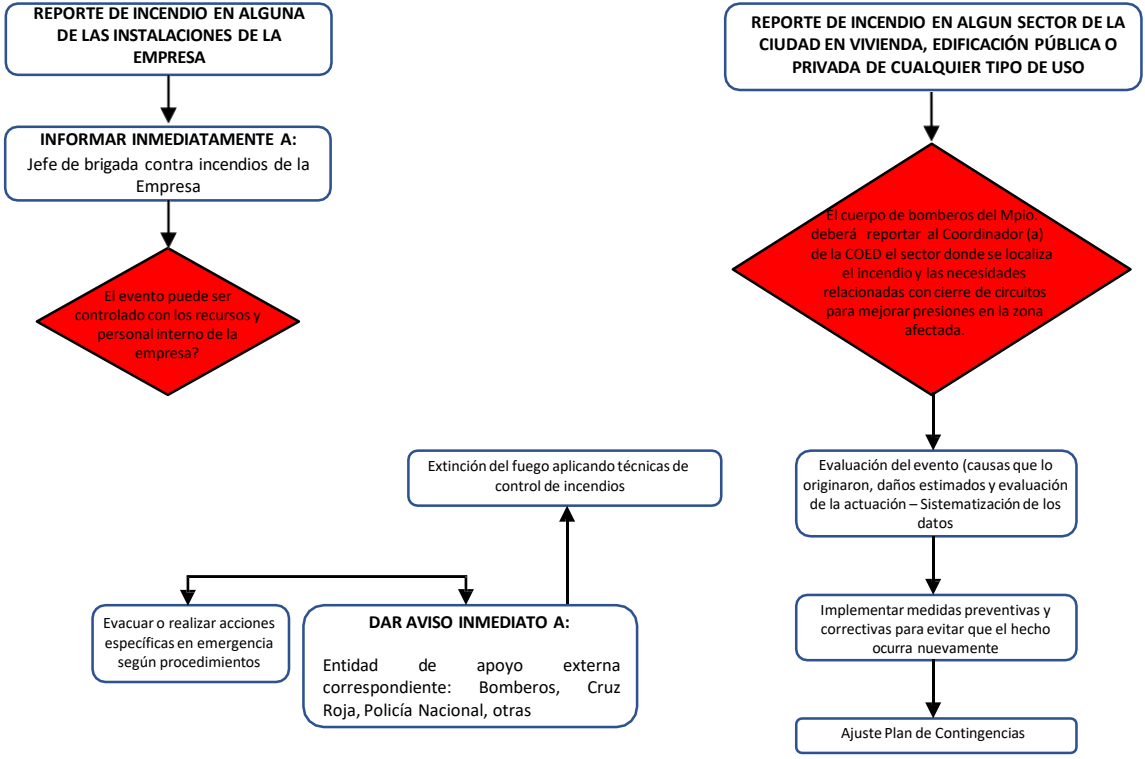 REPORTE DE INCENDIO EN ALGUNA
DE LAS INSTALACIONES DE LA
EMPRESA
INFORMAR INMEDIATAMENTE A:
Jefe de brigada contra incendios de la
Empresa
El evento puede ser
controlado con los recursos y
personal interno de la
empresa?
Extinción del fuego aplicando técnicas de
control de incendios
Evacuar o realizar acciones
específicas en emergencia
según procedimientos
DAR AVISO INMEDIATO A:
Entidad de apoyo externa
correspondiente: Bomberos, Cruz
Roja, Policía Nacional, otras
REPORTE DE INCENDIO EN ALGUN SECTOR DE LA
CIUDAD EN VIVIENDA, EDIFICACIÓN PÚBLICA O
PRIVADA DE CUALQUIER TIPO DE USO
El cuerpo de bomberos del Mpio.
deberá reportar al Coordinador (a)
de la COED el sector donde se localiza
el incendio y las necesidades
relacionadas con cierre de circuitos
para mejorar presiones en la zona
afectada.
Evaluación del evento (causas que lo
originaron, daños estimados y evaluación
de la actuación – Sistematización de los
datos
Implementar medidas preventivas y
correctivas para evitar que el hecho
ocurra nuevamente
Ajuste Plan de Contingencias